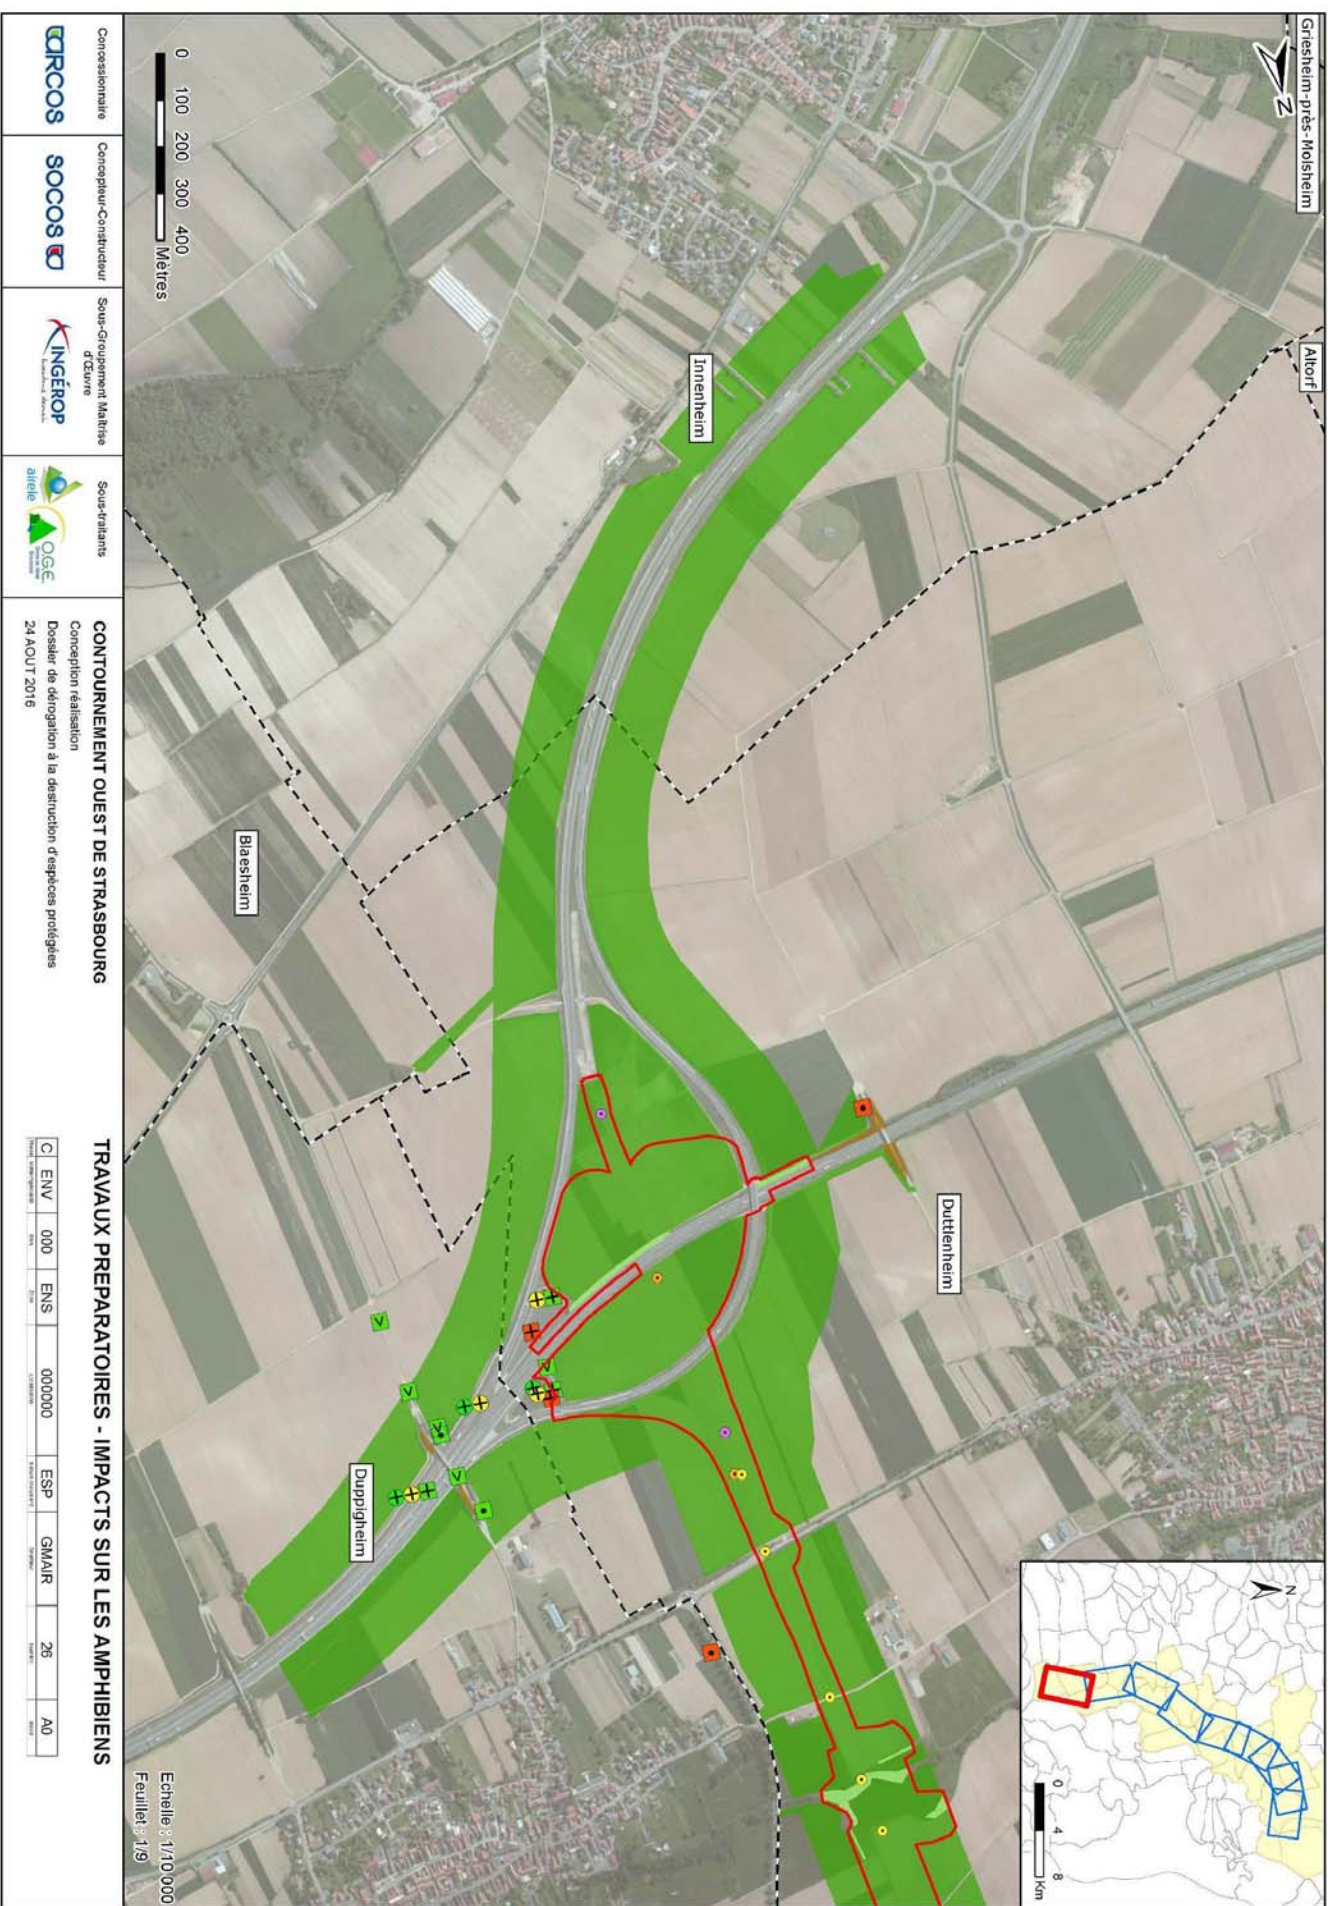 Griesheim-près-Molsheim
Altorf
Innenheim
Duttlenheim
Blaesheim
Duppigheim
N
0 100 200 300 400
Mètres
N
0 4 8
Km
Echelle : 1/10 000
Feuillet : 1/9
Concessionnaire
ARCOS
Concepteur-Constructeur
SOCOS
Sous-Groupement Maîtrise
d'Œuvre
INGÉROP
Sous-traitants
airele
O.G.E.
CONTOURNEMENT OUEST DE STRASBOURG
Conception réalisation
Dossier de dérogation à la destruction d'espèces protégées
24 AOUT 2016
TRAVAUX PREPARATOIRES - IMPACTS SUR LES AMPHIBIENS
C ENV 000 ENS 000000 ESP GMAIR 26 A0